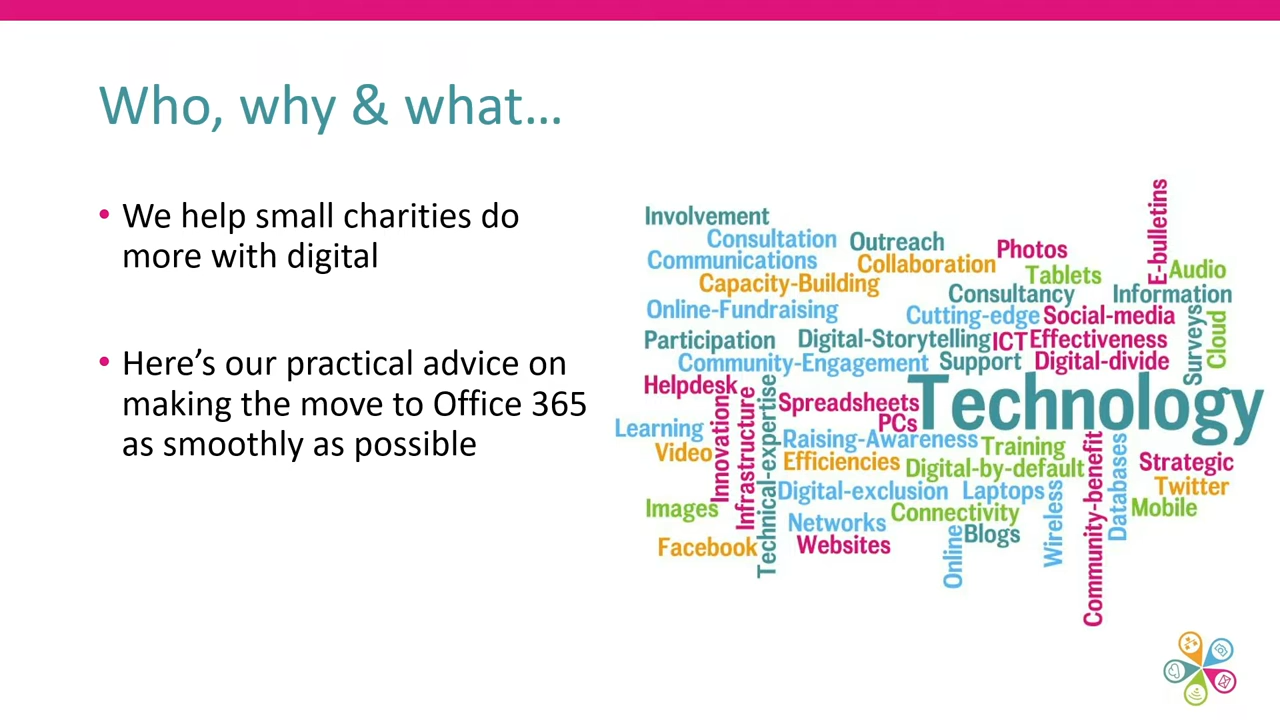 Who, why & what…
• We help small charities do
more with digital
• Here’s our practical advice on
making the move to Office 365
as smoothly as possible
E-bulletins
Involvement
Consultation
Outreach
Photos
Communications
Collaboration
Tablets
Audio
Capacity-Building
Consultancy
Information
Online-Fundraising
Cutting-edge
Social-media
Surveys
Cloud
Participation
Digital-Storytelling
ICT
Effectiveness
Community-Engagement
Support
Digital-divide
Helpdesk
Innovations
Infrastructure
Technical-expertise
Spreadsheets
PCs
Technology
Learning
Raising-Awareness
Training
Video
Efficiencies
Digital-by-default
Community-benefit
Databases
Strategic
Digital-exclusion
Laptops
Wireless
Twitter
Images
Networks
Connectivity
Mobile
Facebook
Websites
Online
Blogs